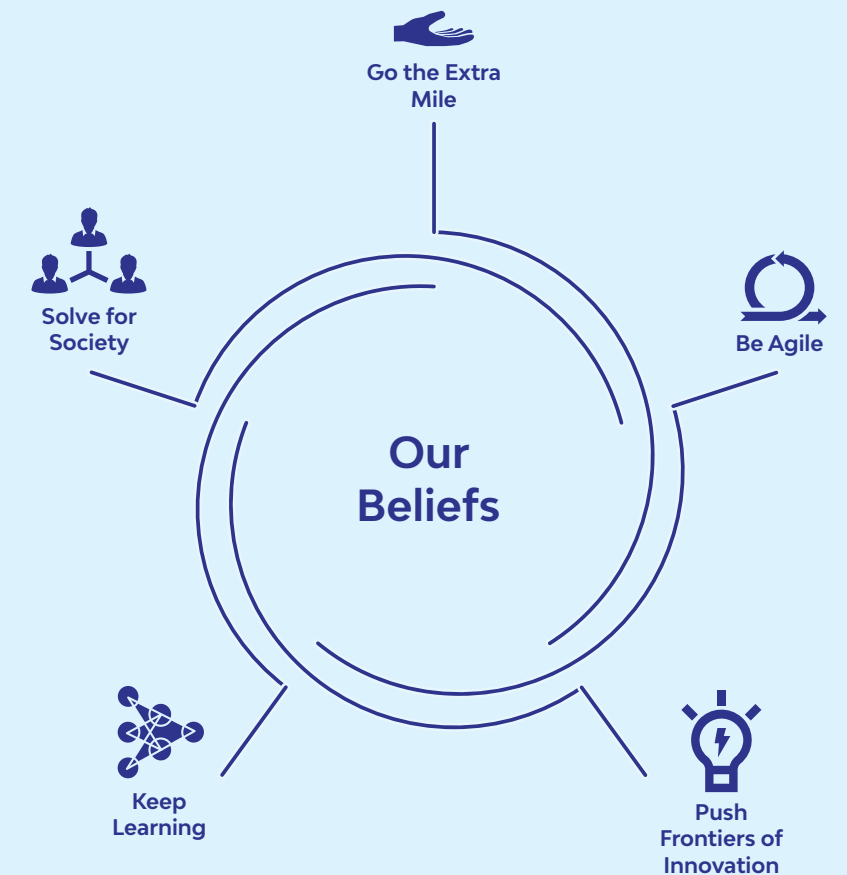 Go the Extra
Mile
Solve for
Society
Be Agile
Our
Beliefs
Keep
Learning
Push
Frontiers of
Innovation